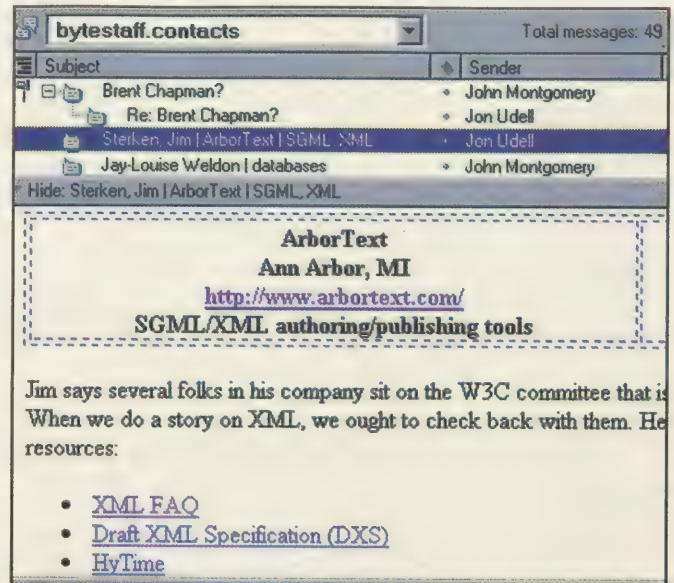 bytestaff.contacts
Total messages: 49
Subject
Sender
Brent Chapman?
John Montgomery
Re: Brent Chapman?
Jon Udell
Sterken, Jim | ArborText | SGML, XML
Jon Udell
Jay-Louise Weldon | databases
John Montgomery
Hide: Sterken, Jim | ArborText | SGML, XML
ArborText
Ann Arbor, MI
http://www.arbortext.com/
SGML/XML authoring/publishing tools
Jim says several folks in his company sit on the W3C committee that is
When we do a story on XML, we ought to check back with them. He
resources:
• XML FAQ
• Draft XML Specification (DXS)
• HyTime